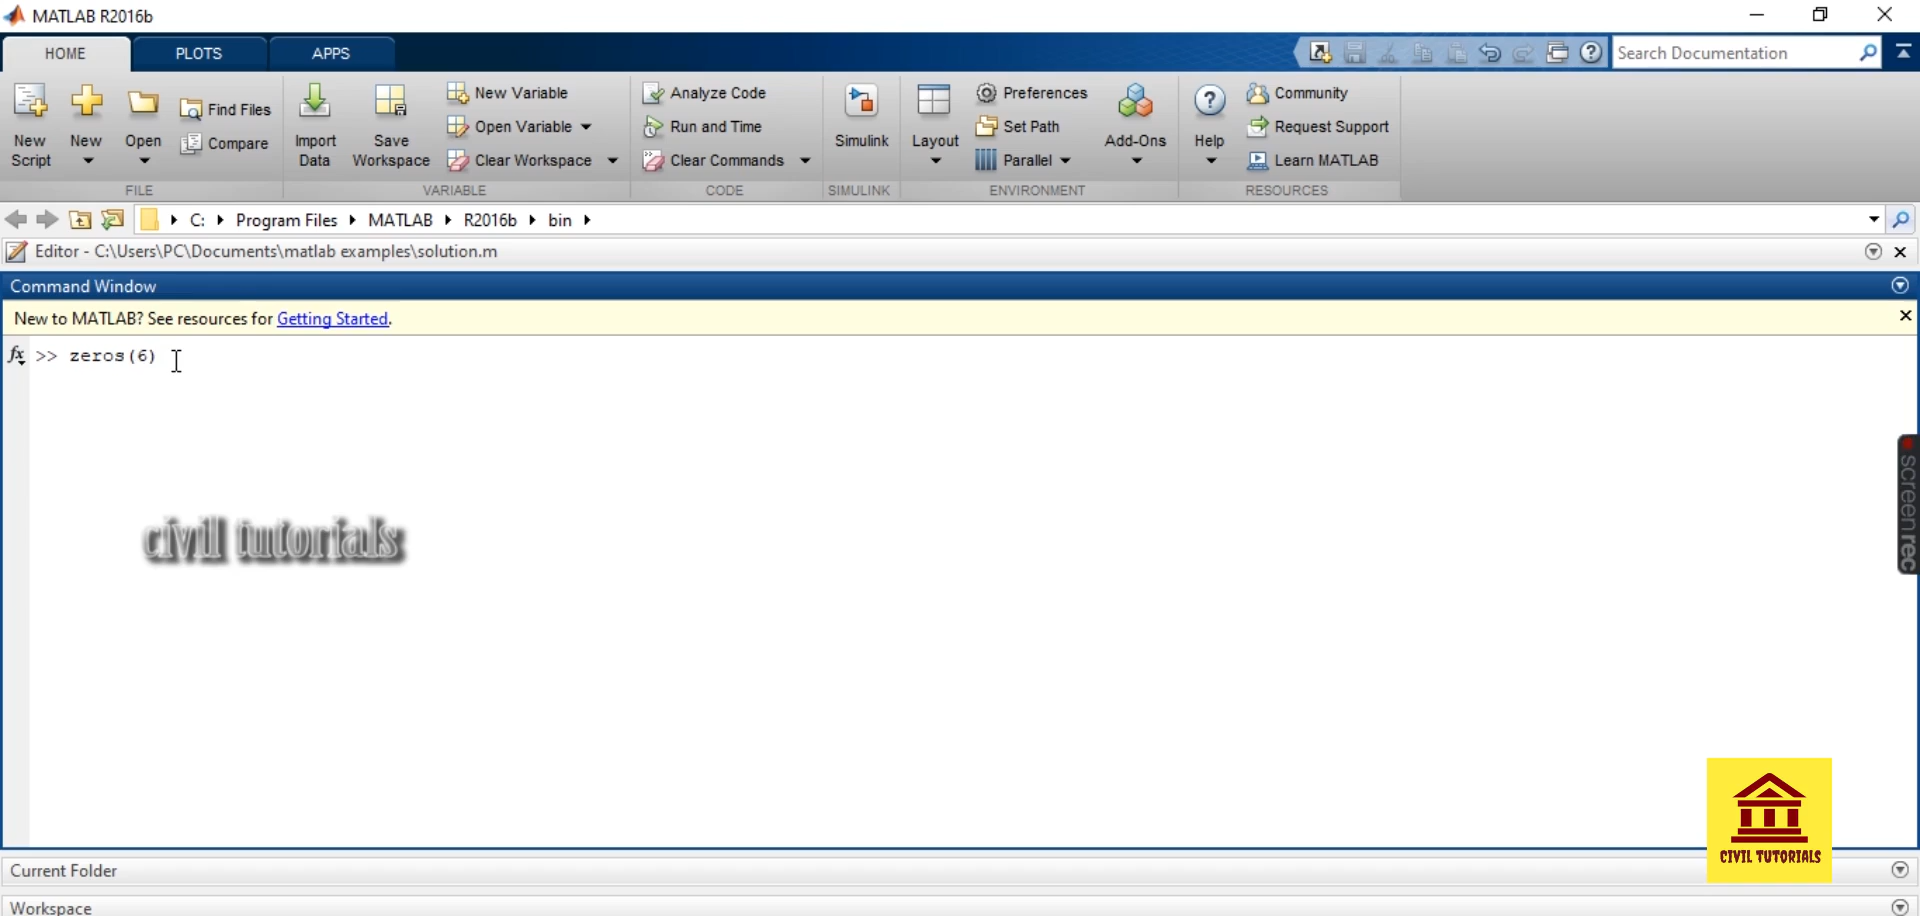 MATLAB R2016b
HOME PLOTS APPS
Search Documentation
New Script
New
Open
Find Files
Compare
FILE
Import Data
Save Workspace
New Variable
Open Variable
Clear Workspace
VARIABLE
Analyze Code
Run and Time
Clear Commands
CODE
Simulink
SIMULINK
Layout
Preferences
Set Path
Parallel
Add-Ons
ENVIRONMENT
Help
Community
Request Support
Learn MATLAB
RESOURCES
C: Program Files MATLAB R2016b bin
Editor - C:\Users\PC\Documents\matlab examples\solution.m
Command Window
New to MATLAB? See resources for Getting Started.
fx >> zeros(6)
screenrec
civil tutorials
CIVIL TUTORIALS
Current Folder
Workspace